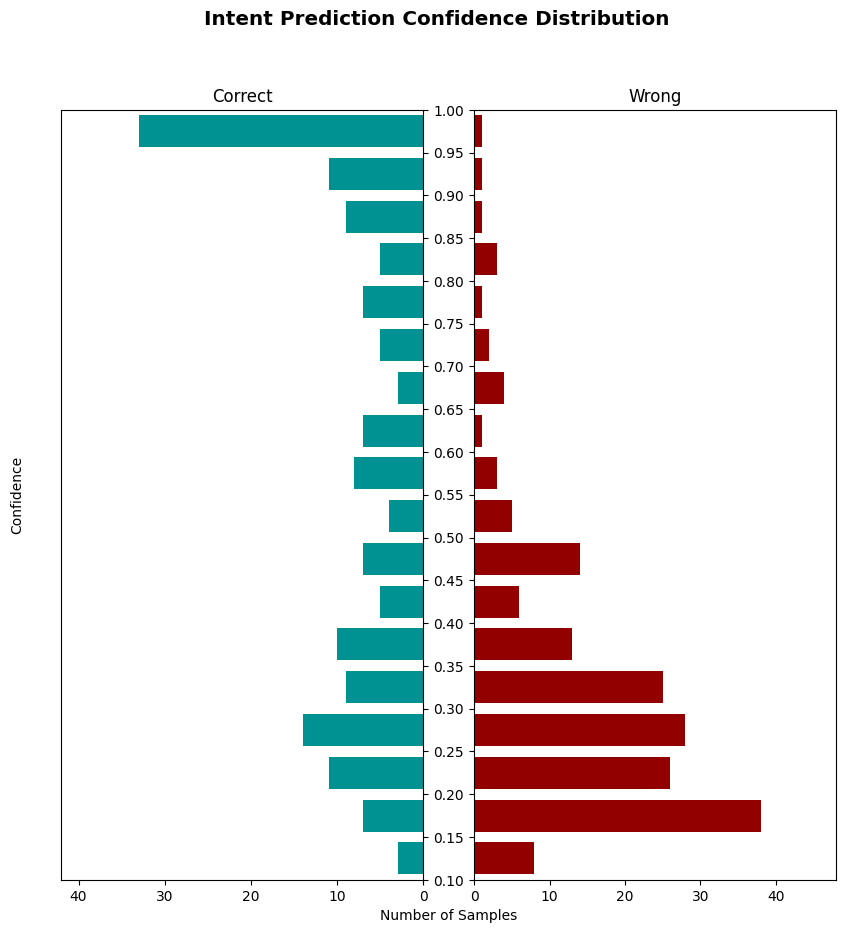 Intent Prediction Confidence Distribution
Correct
Wrong
1.00
0.95
0.90
0.85
0.80
0.75
0.70
0.65
0.60
0.55
0.50
0.45
0.40
0.35
0.30
0.25
0.20
0.15
0.10
Confidence
40 30 20 10 0
0 10 20 30 40
Number of Samples